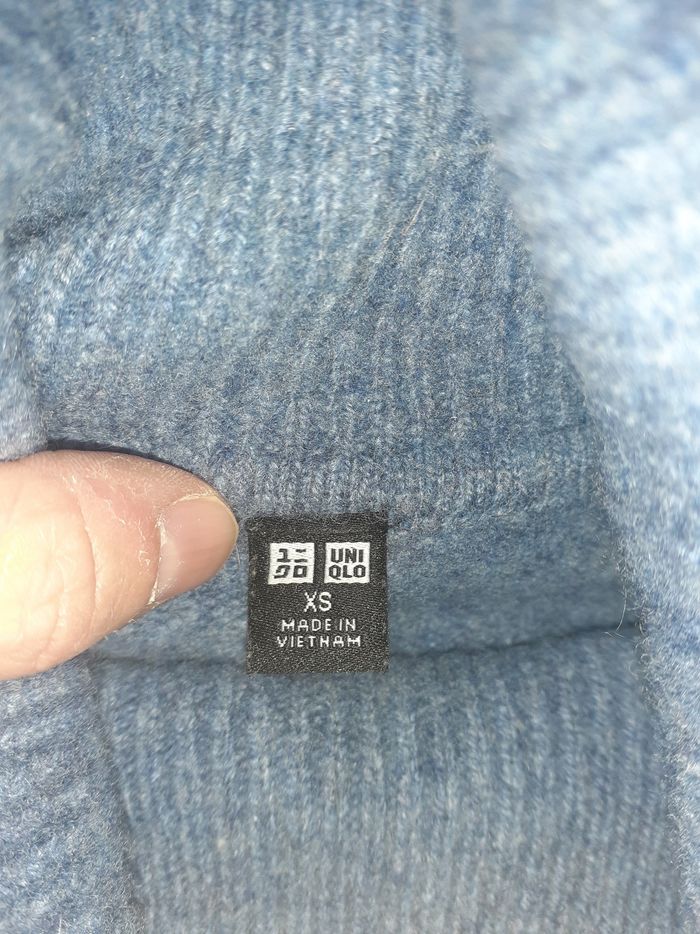 ユニ UNI
クロ QLO
XS
MADE IN
VIETNAM